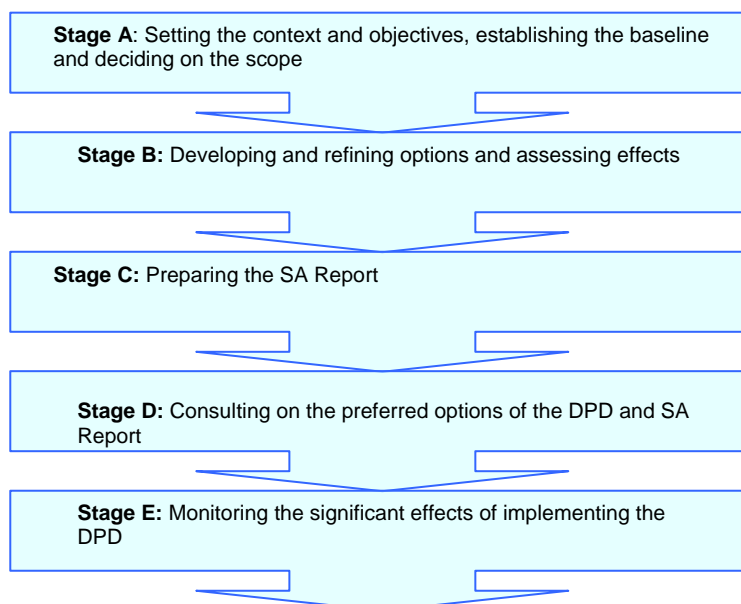 Stage A: Setting the context and objectives, establishing the baseline
and deciding on the scope
Stage B: Developing and refining options and assessing effects
Stage C: Preparing the SA Report
Stage D: Consulting on the preferred options of the DPD and SA
Report
Stage E: Monitoring the significant effects of implementing the
DPD